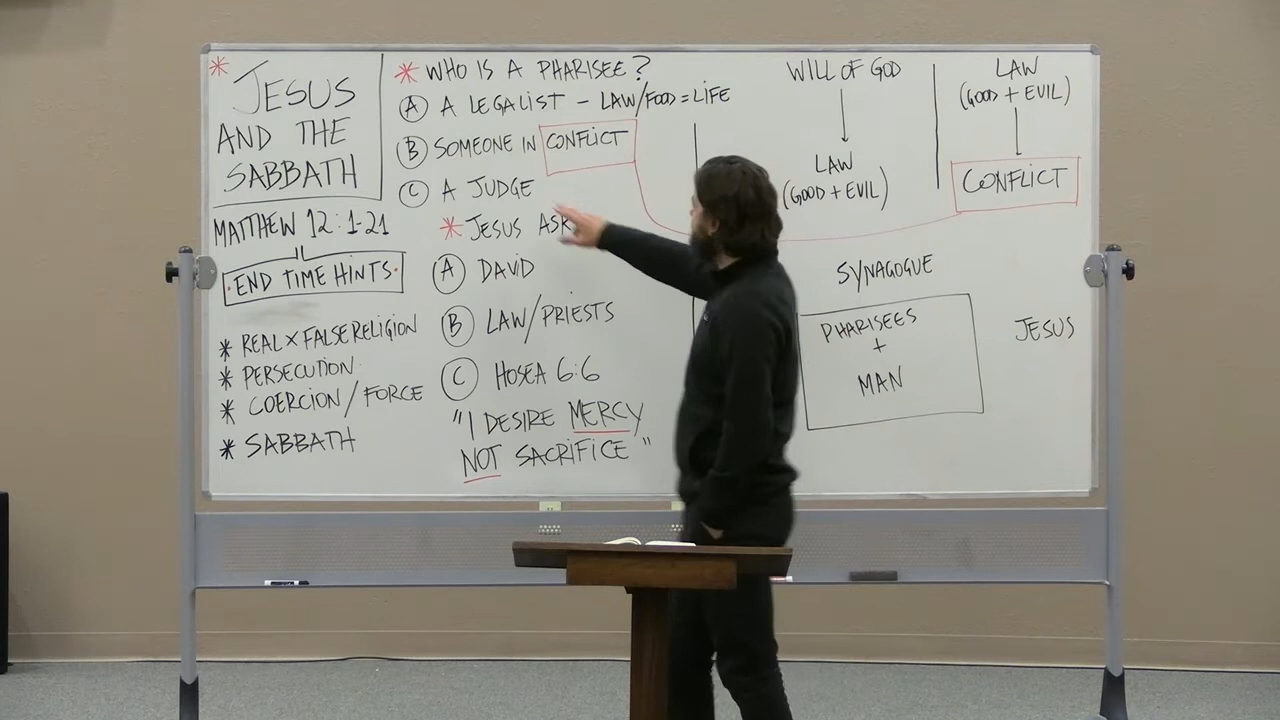 * JESUS
AND THE
SABBATH
MATTHEW 12:1-21
END TIME HINTS
* REAL X FALSE RELIGION
* PERSECUTION
* COERCION/FORCE
* SABBATH
* WHO IS A PHARISEE?
A A LEGALIST - LAW/FOOD = LIFE
B SOMEONE IN CONFLICT
C A JUDGE
* JESUS
A DAVID
B LAW/PRIESTS
C HOSEA 6:6
"I DESIRE MERCY
NOT SACRIFICE"
WILL OF GOD
LAW
(GOOD + EVIL)
LAW
(GOOD + EVIL)
CONFLICT
SYNAGOGUE
PHARISEES
+
MAN
JESUS